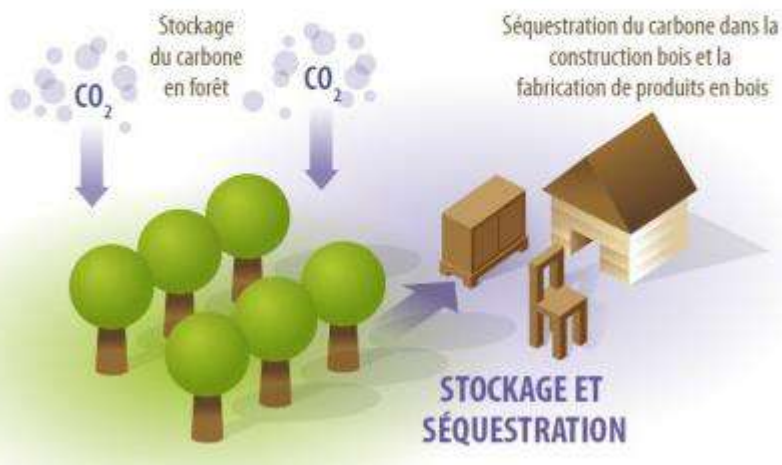 Stockage
du carbone
en forêt
Séquestration du carbone dans la
construction bois et la
fabrication de produits en bois
CO₂
CO₂
STOCKAGE ET
SÉQUESTRATION